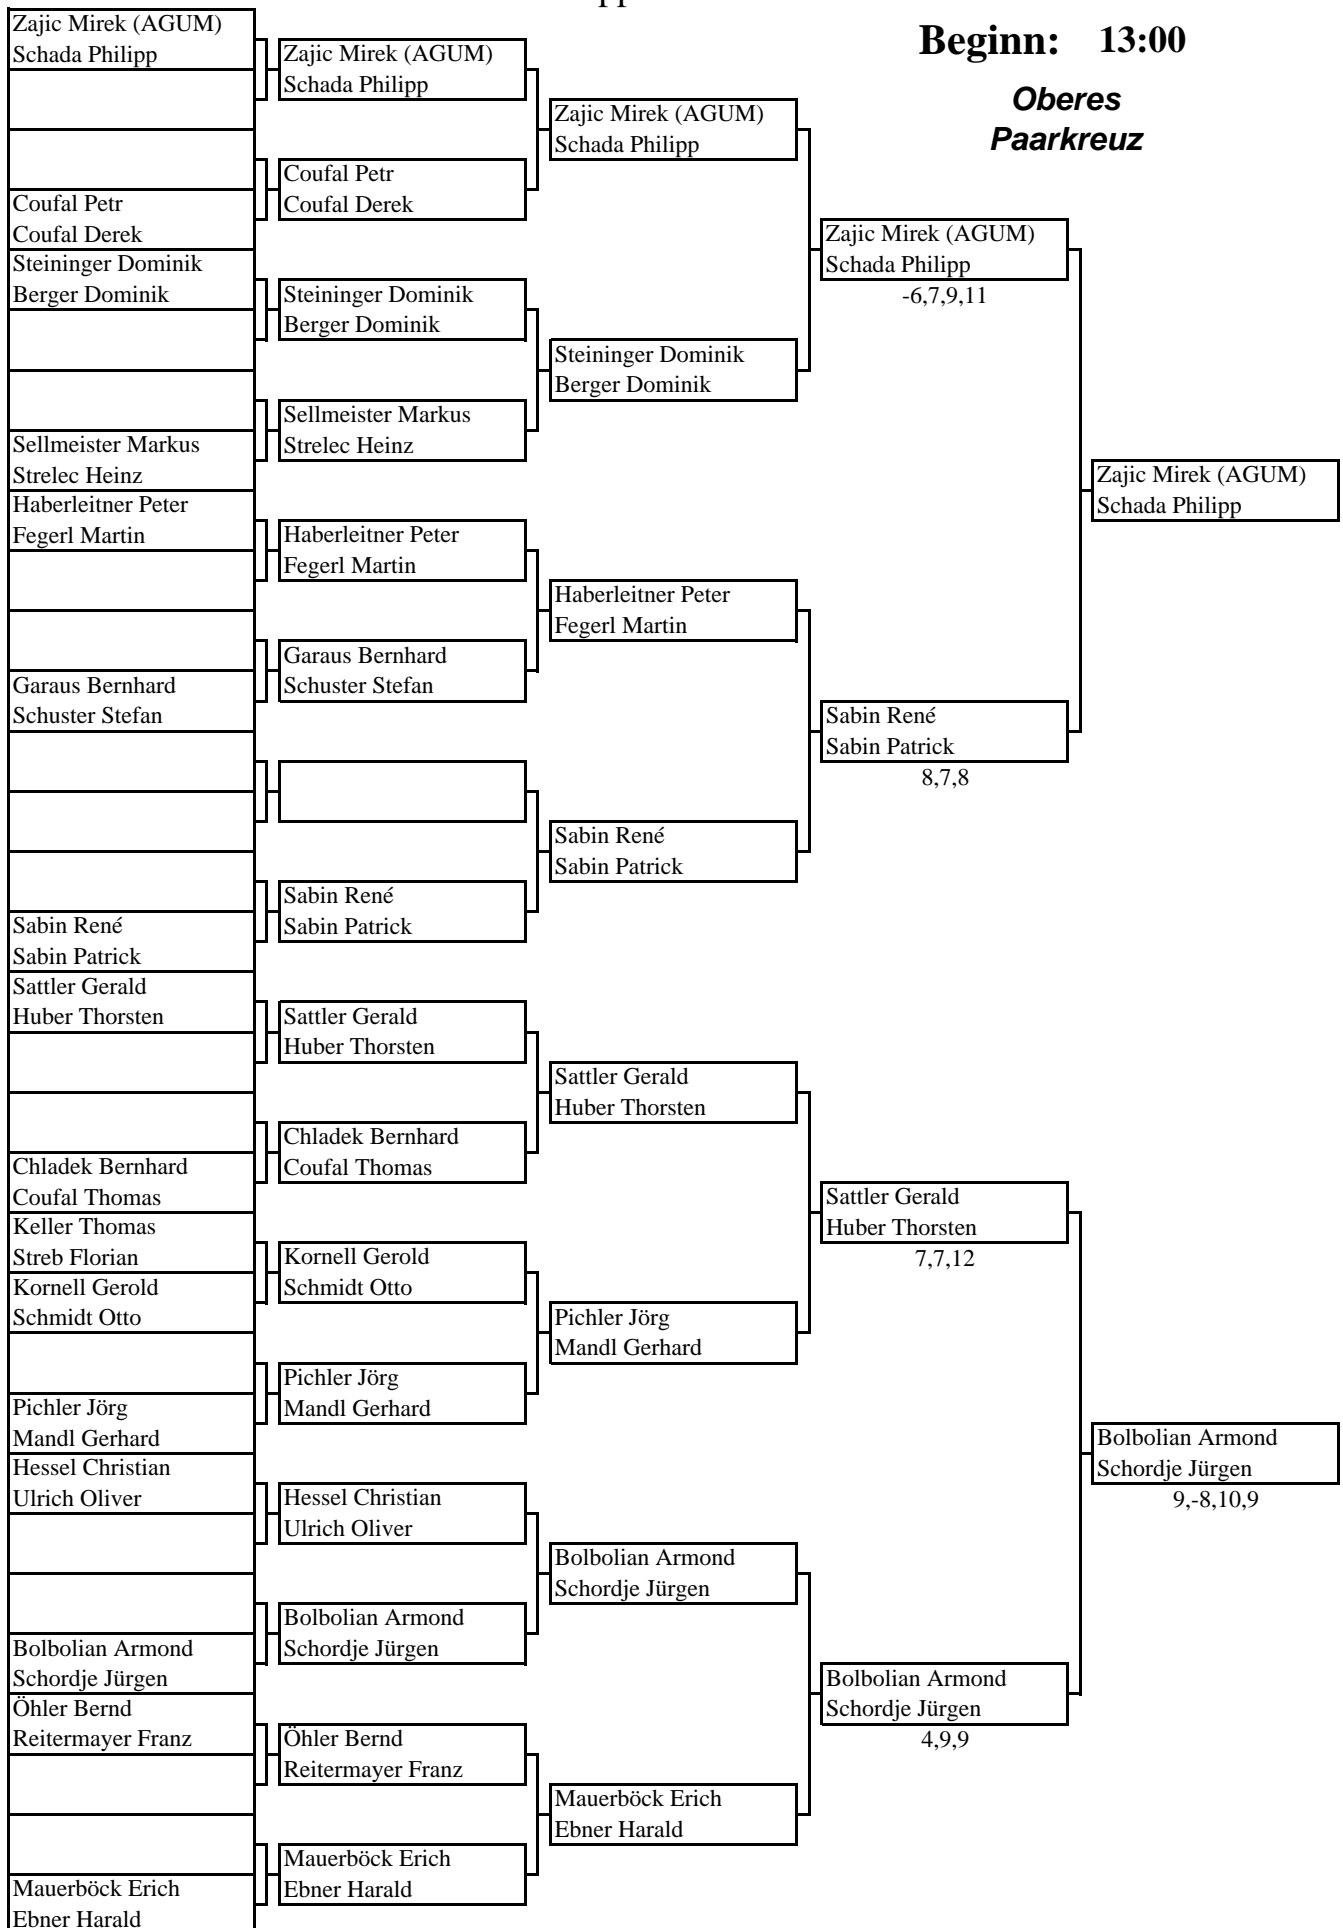 pp
Beginn: 13:00
Oberes
Paarkreuz
Zajic Mirek (AGUM)
Schada Philipp
Coufal Petr
Coufal Derek
Steininger Dominik
Berger Dominik
Sellmeister Markus
Strelec Heinz
Haberleitner Peter
Fegerl Martin
Garaus Bernhard
Schuster Stefan
Sabin René
Sabin Patrick
Sattler Gerald
Huber Thorsten
Chladek Bernhard
Coufal Thomas
Keller Thomas
Streb Florian
Kornell Gerold
Schmidt Otto
Pichler Jörg
Mandl Gerhard
Hessel Christian
Ulrich Oliver
Bolbolian Armond
Schordje Jürgen
Öhler Bernd
Reitermayer Franz
Mauerböck Erich
Ebner Harald
Zajic Mirek (AGUM)
Schada Philipp
Coufal Petr
Coufal Derek
Steininger Dominik
Berger Dominik
Sellmeister Markus
Strelec Heinz
Haberleitner Peter
Fegerl Martin
Garaus Bernhard
Schuster Stefan
Sabin René
Sabin Patrick
Sattler Gerald
Huber Thorsten
Chladek Bernhard
Coufal Thomas
Kornell Gerold
Schmidt Otto
Pichler Jörg
Mandl Gerhard
Hessel Christian
Ulrich Oliver
Bolbolian Armond
Schordje Jürgen
Öhler Bernd
Reitermayer Franz
Mauerböck Erich
Ebner Harald
Zajic Mirek (AGUM)
Schada Philipp
Steininger Dominik
Berger Dominik
Haberleitner Peter
Fegerl Martin
Sabin René
Sabin Patrick
Sattler Gerald
Huber Thorsten
Pichler Jörg
Mandl Gerhard
Bolbolian Armond
Schordje Jürgen
Mauerböck Erich
Ebner Harald
Zajic Mirek (AGUM)
Schada Philipp
-6,7,9,11
Sabin René
Sabin Patrick
8,7,8
Sattler Gerald
Huber Thorsten
7,7,12
Bolbolian Armond
Schordje Jürgen
4,9,9
Zajic Mirek (AGUM)
Schada Philipp
Bolbolian Armond
Schordje Jürgen
9,-8,10,9